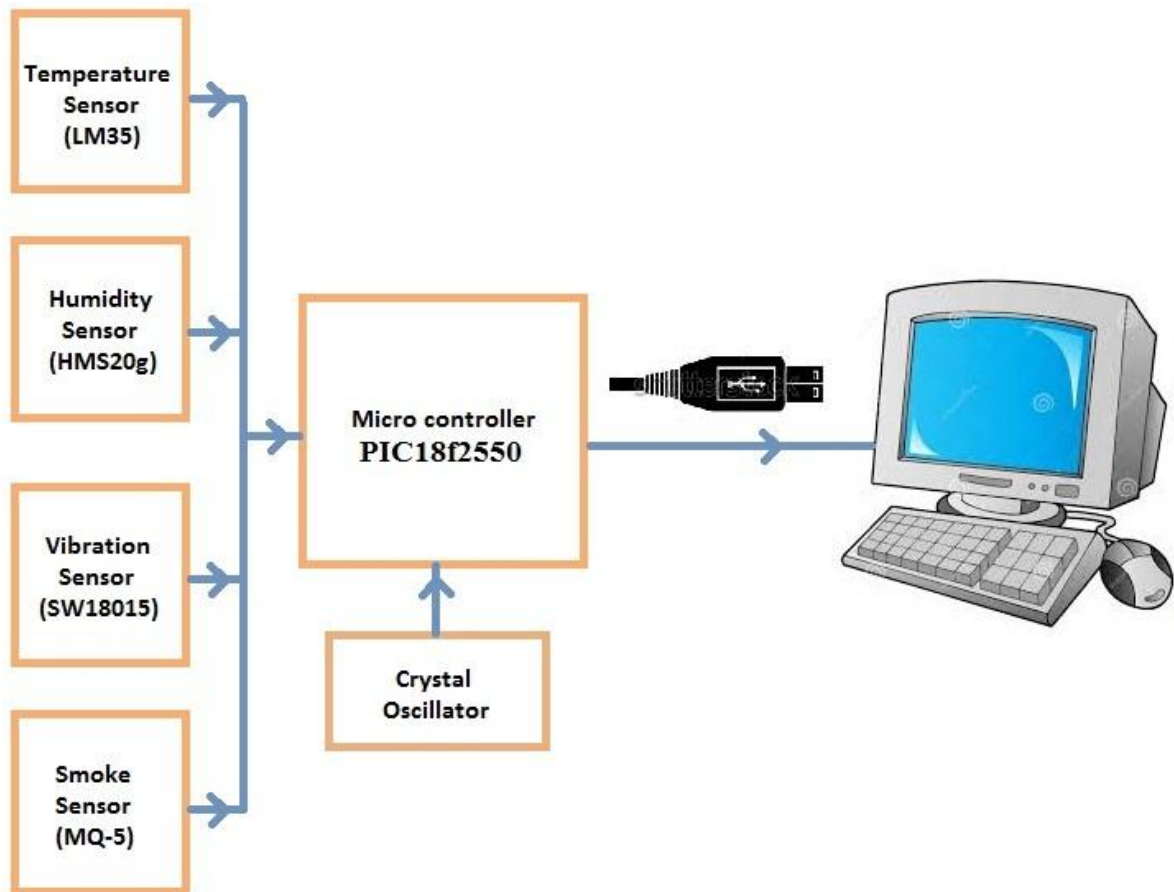 Temperature
Sensor
(LM35)
Humidity
Sensor
(HMS20g)
Vibration
Sensor
(SW18015)
Smoke
Sensor
(MQ-5)
Micro controller
PIC18f2550
Crystal
Oscillator